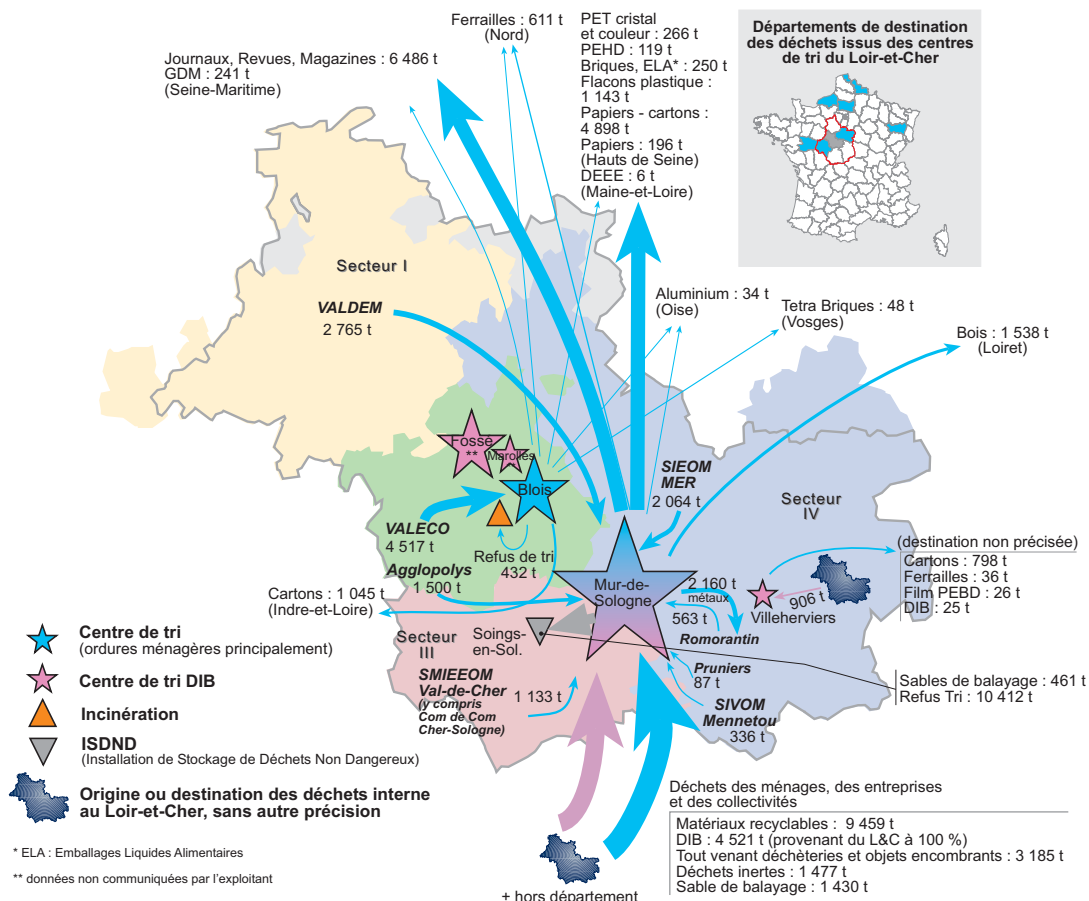 Ferrailles : 611 t
(Nord)
PET cristal
et couleur : 266 t
PEHD : 119 t
Briques, ELA* : 250 t
Flacons plastique :
1 143 t
Papiers - cartons :
4 898 t
Papiers : 196 t
(Hauts de Seine)
DEEE : 6 t
(Maine-et-Loire)
Journaux, Revues, Magazines : 6 486 t
GDM : 241 t
(Seine-Maritime)
Départements de destination
des déchets issus des centres
de tri du Loir-et-Cher
Secteur I
VALDEM
2 765 t
Aluminium : 34 t
(Oise)
Tetra Briques : 48 t
(Vosges)
Bois : 1 538 t
(Loiret)
Fossé
**
Marolles
Blois
SIEOM
MER
2 064 t
Secteur
IV
VALECO
4 517 t
Refus de tri
432 t
Agglopolys
1 500 t
Cartons : 1 045 t
(Indre-et-Loire)
Mur-de-
Sologne
2 160 t
métaux
563 t
Romorantin
Villeherviers
906 t
(destination non précisée)
Cartons : 798 t
Ferrailles : 36 t
Film PEBD : 26 t
DIB : 25 t
Secteur
III
Soings-
en-Sol.
SMIEEOM
Val-de-Cher
(y compris
Com de Com
Cher-Sologne)
1 133 t
Pruniers
87 t
SIVOM
Mennetou
336 t
Sables de balayage : 461 t
Refus Tri : 10 412 t
Centre de tri
(ordures ménagères principalement)
Centre de tri DIB
Incinération
ISDND
(Installation de Stockage de Déchets Non Dangereux)
Origine ou destination des déchets interne
au Loir-et-Cher, sans autre précision
* ELA : Emballages Liquides Alimentaires
** données non communiquées par l'exploitant
+ hors département
Déchets des ménages, des entreprises
et des collectivités
Matériaux recyclables : 9 459 t
DIB : 4 521 t (provenant du L&C à 100 %)
Tout venant déchèteries et objets encombrants : 3 185 t
Déchets inertes : 1 477 t
Sable de balayage : 1 430 t